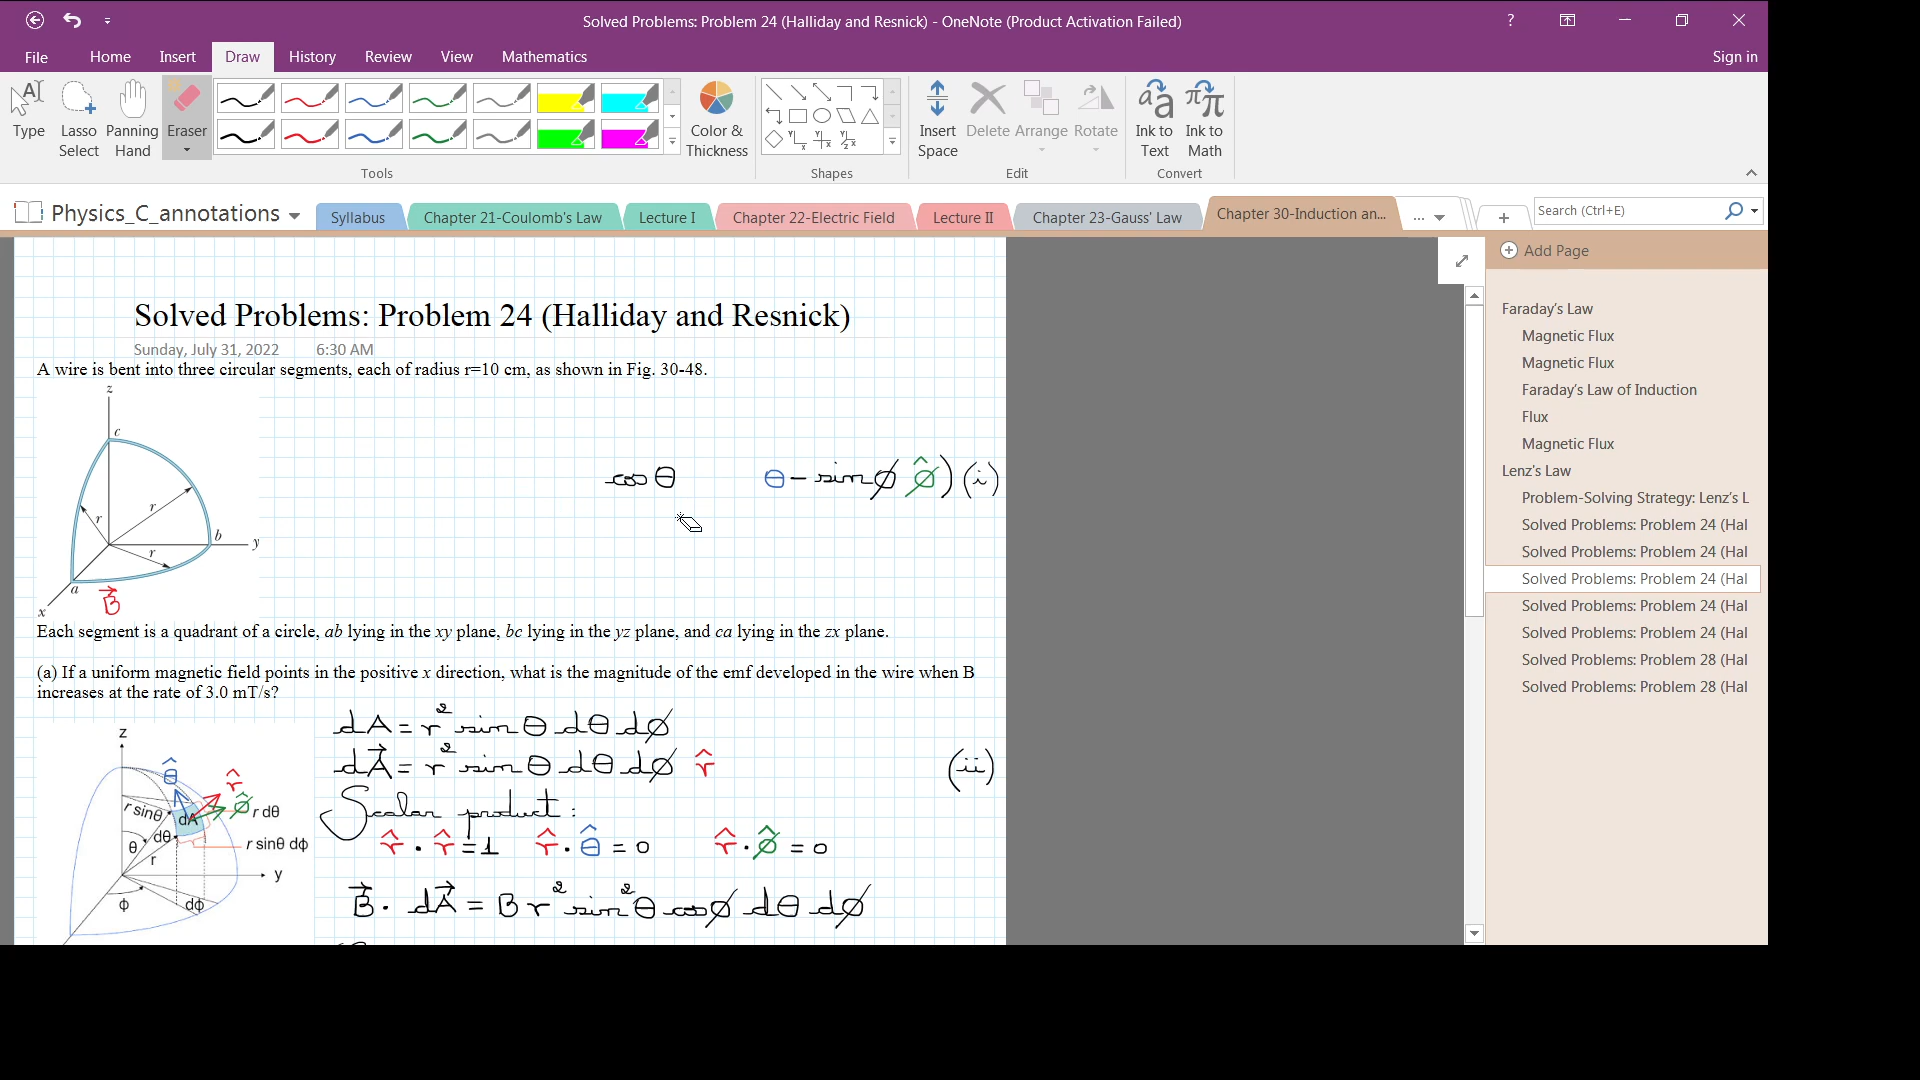 Solved Problems: Problem 24 (Halliday and Resnick) - OneNote (Product Activation Failed)
?
File Home Insert Draw History Review View Mathematics Sign in
Type
Lasso Select
Panning Hand
Eraser
Color & Thickness
Insert Space
Delete
Arrange
Rotate
Ink to Text
Ink to Math
Tools
Shapes
Edit
Convert
Physics_C_annotations
Syllabus
Chapter 21-Coulomb's Law
Lecture I
Chapter 22-Electric Field
Lecture II
Chapter 23-Gauss' Law
Chapter 30-Induction an...
...
+
Search (Ctrl+E)
Add Page
Faraday's Law
Magnetic Flux
Magnetic Flux
Faraday's Law of Induction
Flux
Magnetic Flux
Lenz's Law
Problem-Solving Strategy: Lenz's L
Solved Problems: Problem 24 (Hal
Solved Problems: Problem 24 (Hal
Solved Problems: Problem 24 (Hal
Solved Problems: Problem 24 (Hal
Solved Problems: Problem 24 (Hal
Solved Problems: Problem 28 (Hal
Solved Problems: Problem 28 (Hal
Solved Problems: Problem 24 (Halliday and Resnick)
Sunday, July 31, 2022 6:30 AM
A wire is bent into three circular segments, each of radius r=10 cm, as shown in Fig. 30-48.
z
c
r
r
b
y
r
a
x
B⃗
cos θ θ - sin ϕ ϕ̂) (i)
Each segment is a quadrant of a circle, ab lying in the xy plane, bc lying in the yz plane, and ca lying in the zx plane.
(a) If a uniform magnetic field points in the positive x direction, what is the magnitude of the emf developed in the wire when B
increases at the rate of 3.0 mT/s?
z
θ̂
r̂
ϕ̂
r dθ
r sinθ
dA
dθ
θ
r
r sinθ dϕ
y
ϕ
dϕ
dA = r² sin θ dθ dϕ
dA⃗ = r² sin θ dθ dϕ r̂ (ii)
Scalar product :
r̂ · r̂ = 1 r̂ · θ̂ = 0 r̂ · ϕ̂ = 0
B⃗ · dA⃗ = B r² sin² θ cos ϕ dθ dϕ